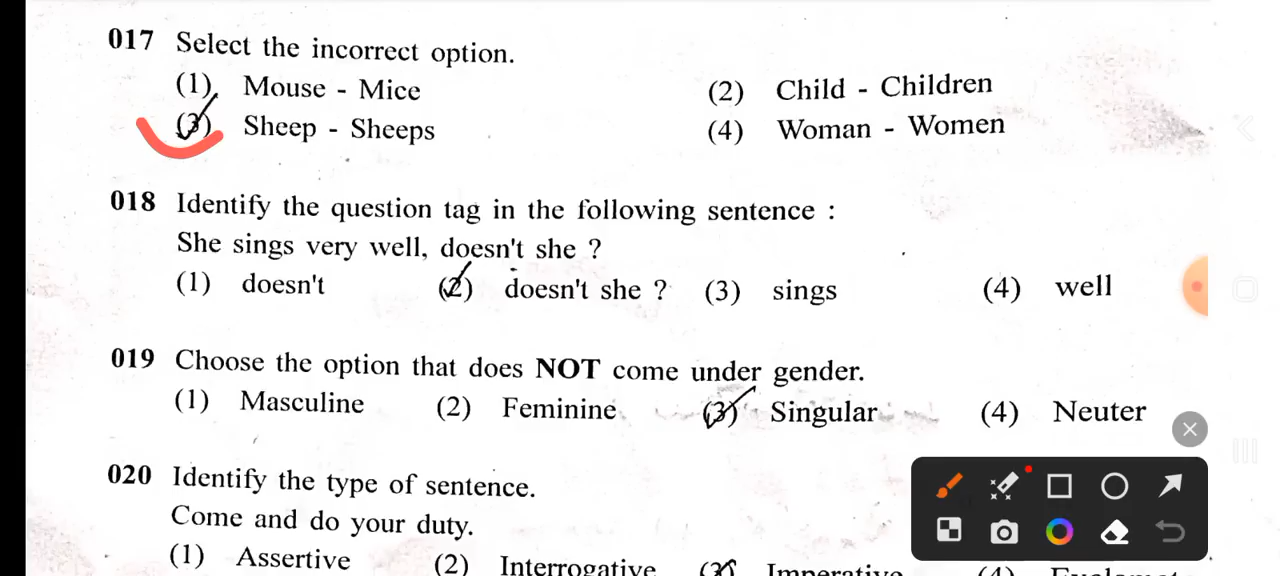 017 Select the incorrect option.
(1) Mouse - Mice (2) Child - Children
(3) Sheep - Sheeps (4) Woman - Women
018 Identify the question tag in the following sentence :
She sings very well, doesn't she ?
(1) doesn't (2) doesn't she ? (3) sings (4) well
019 Choose the option that does NOT come under gender.
(1) Masculine (2) Feminine (3) Singular (4) Neuter
020 Identify the type of sentence.
Come and do your duty.
(1) Assertive (2) Interrogative (3) Imperative (4)